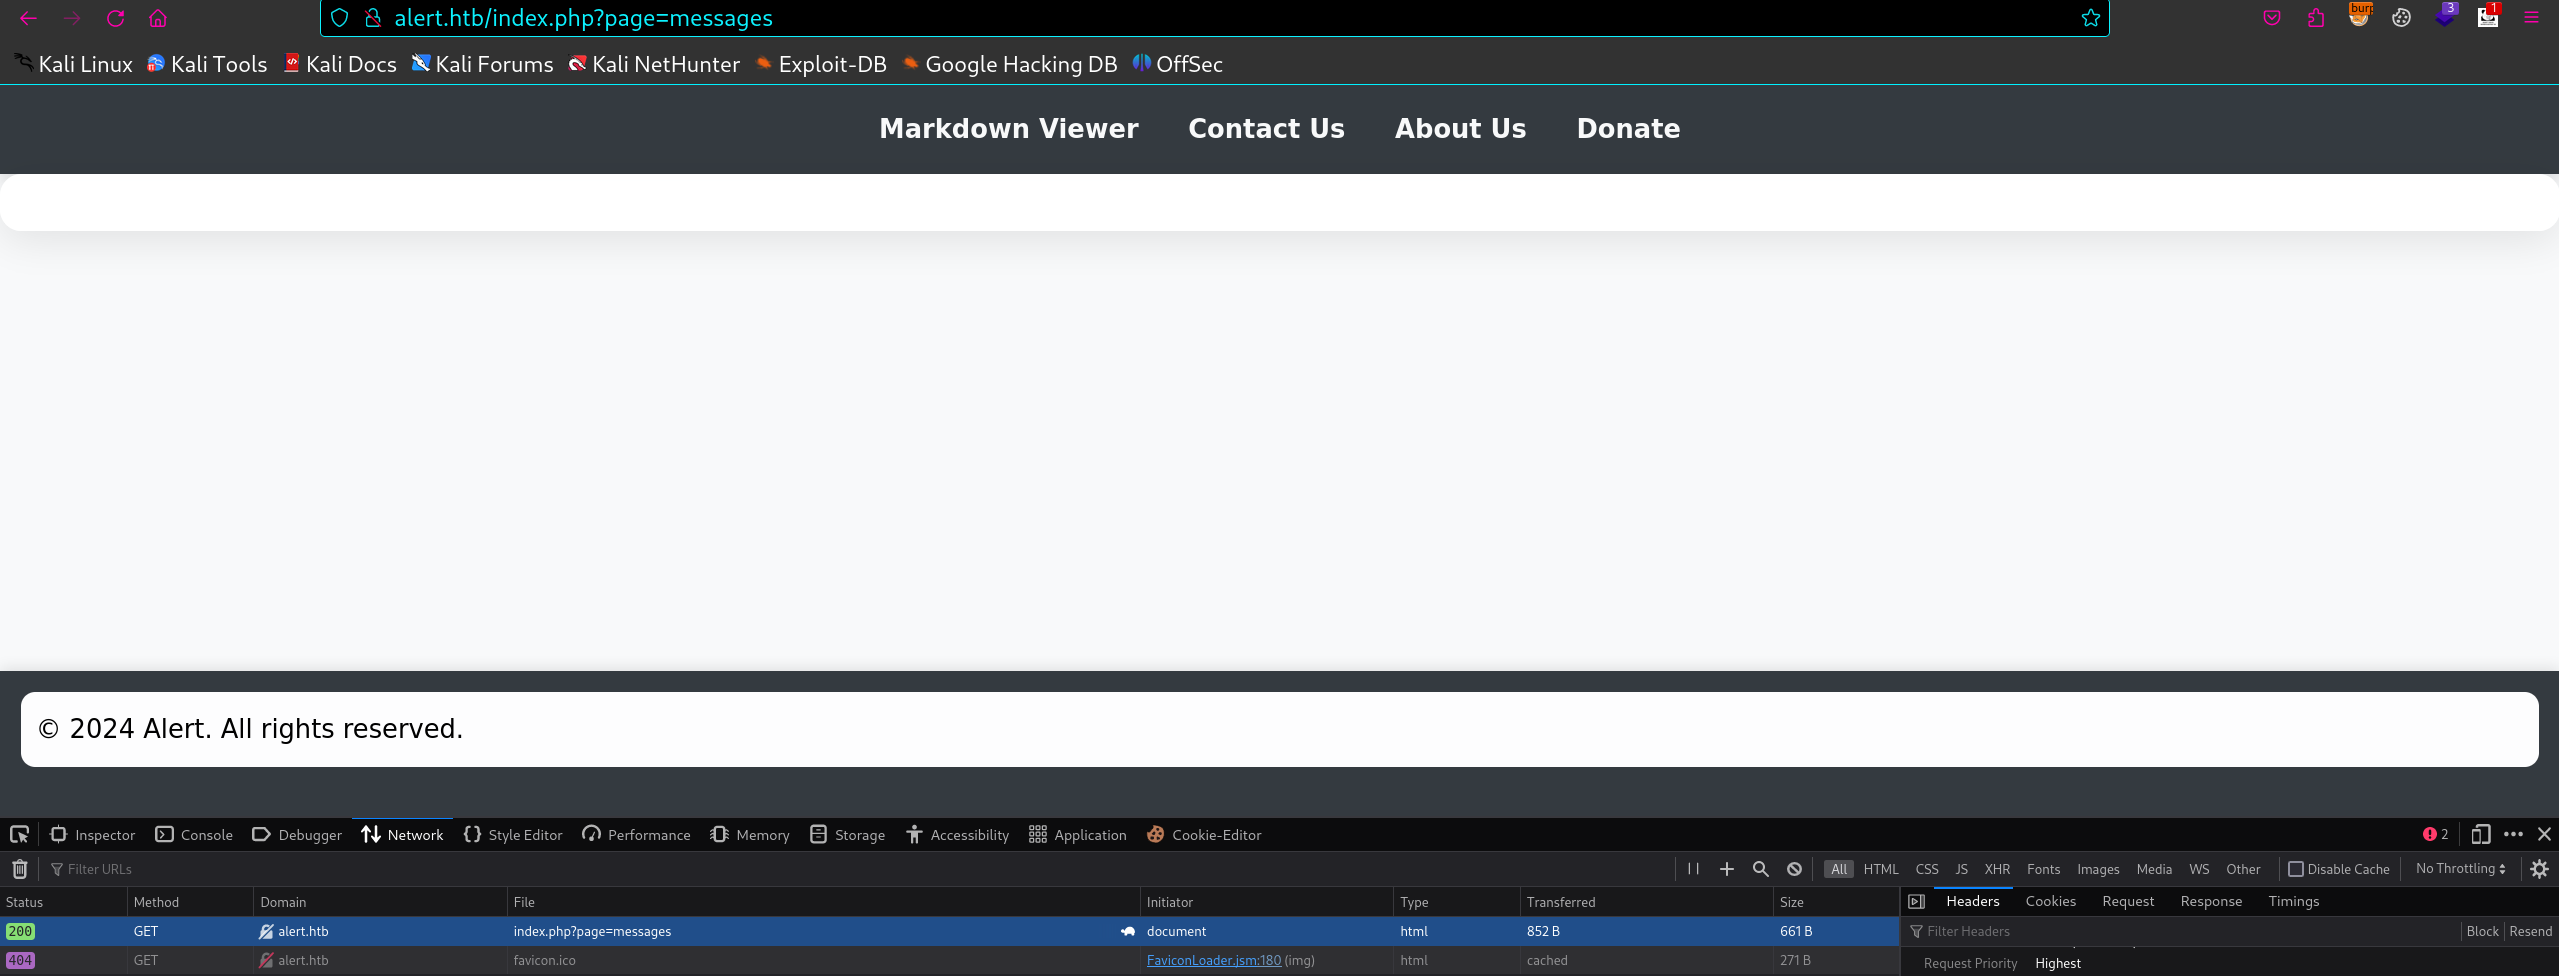 alert.htb/index.php?page=messages
burp
3
1
Kali Linux Kali Tools Kali Docs Kali Forums Kali NetHunter Exploit-DB Google Hacking DB OffSec
Markdown Viewer Contact Us About Us Donate
© 2024 Alert. All rights reserved.
Inspector Console Debugger Network Style Editor Performance Memory Storage Accessibility Application Cookie-Editor 2
Filter URLs All HTML CSS JS XHR Fonts Images Media WS Other Disable Cache No Throttling
Status Method Domain File Initiator Type Transferred Size Headers Cookies Request Response Timings
200 GET alert.htb index.php?page=messages document html 852 B 661 B Filter Headers Block Resend
404 GET alert.htb favicon.ico FaviconLoader.jsm:180 (img) html cached 271 B
Request Priority Highest